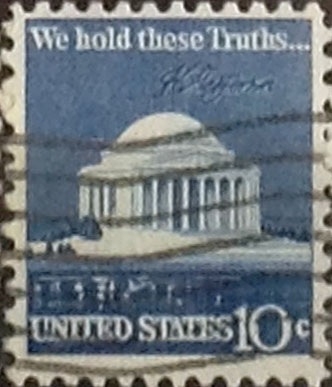 We hold these Truths...
UNITED STATES 10c